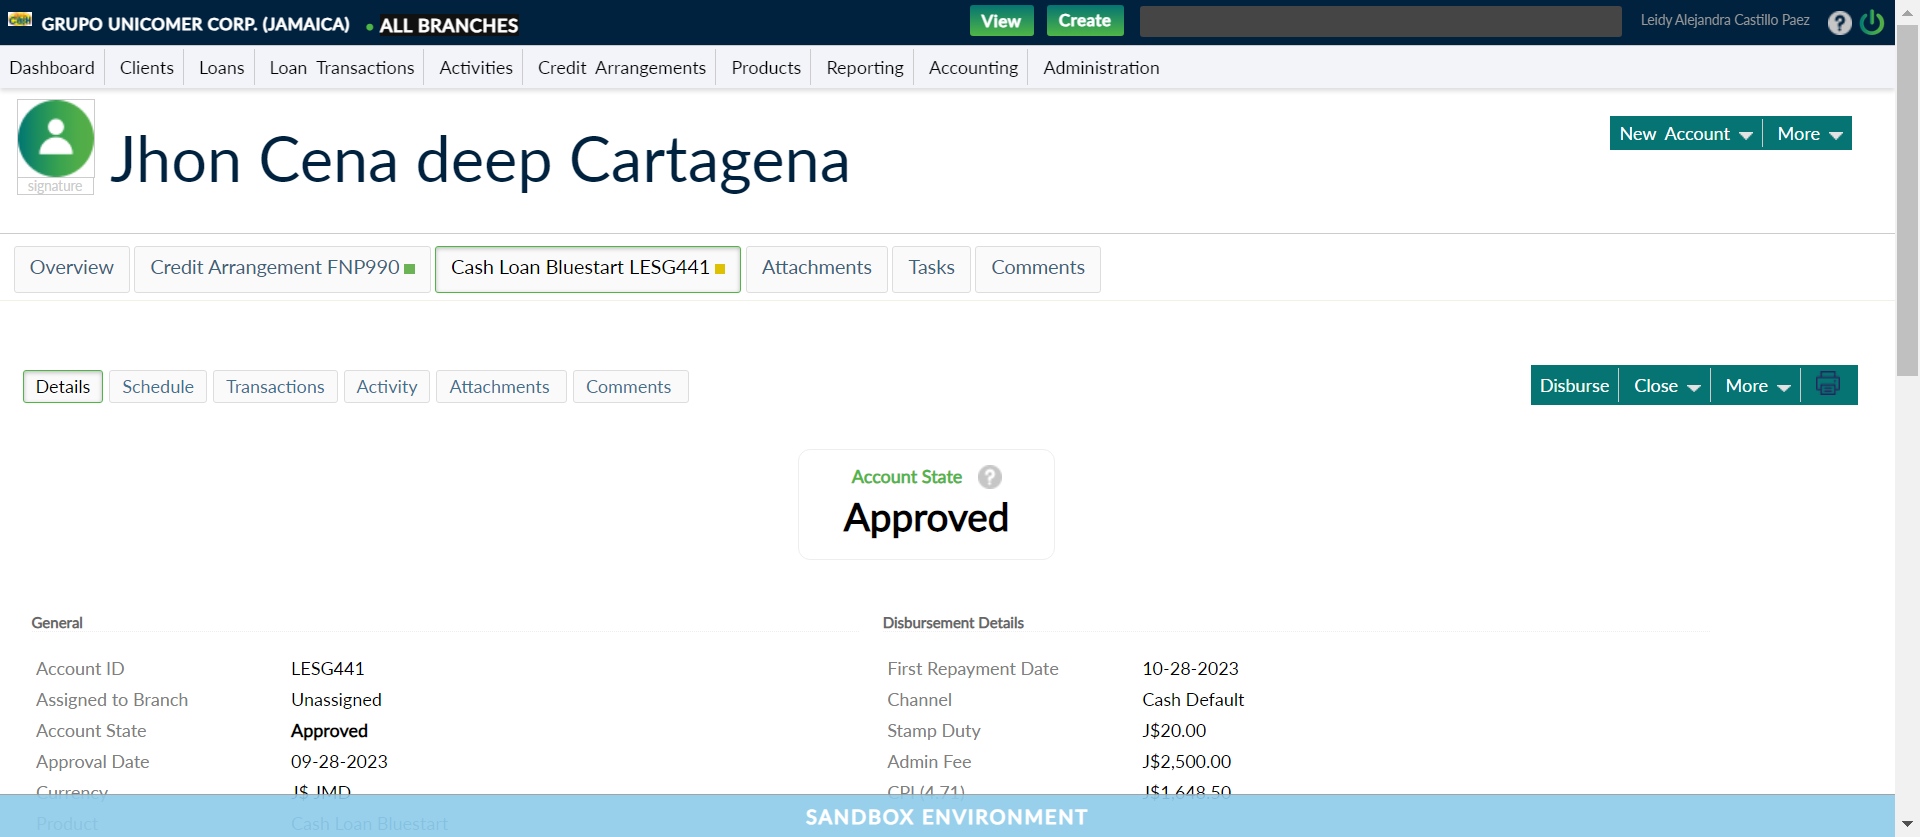 Cash GRUPO UNICOMER CORP. (JAMAICA) ALL BRANCHES View Create Leidy Alejandra Castillo Paez ?
Dashboard Clients Loans Loan Transactions Activities Credit Arrangements Products Reporting Accounting Administration
Jhon Cena deep Cartagena
signature
New Account More
Overview Credit Arrangement FNP990 Cash Loan Bluestart LESG441 Attachments Tasks Comments
Details Schedule Transactions Activity Attachments Comments
Disburse Close More
Account State ?
Approved
General
Account ID LESG441
Assigned to Branch Unassigned
Account State Approved
Approval Date 09-28-2023
Currency J$ JMD
Product Cash Loan Bluestart
Disbursement Details
First Repayment Date 10-28-2023
Channel Cash Default
Stamp Duty J$20.00
Admin Fee J$2,500.00
CPI (4.71) J$1,648.50
SANDBOX ENVIRONMENT